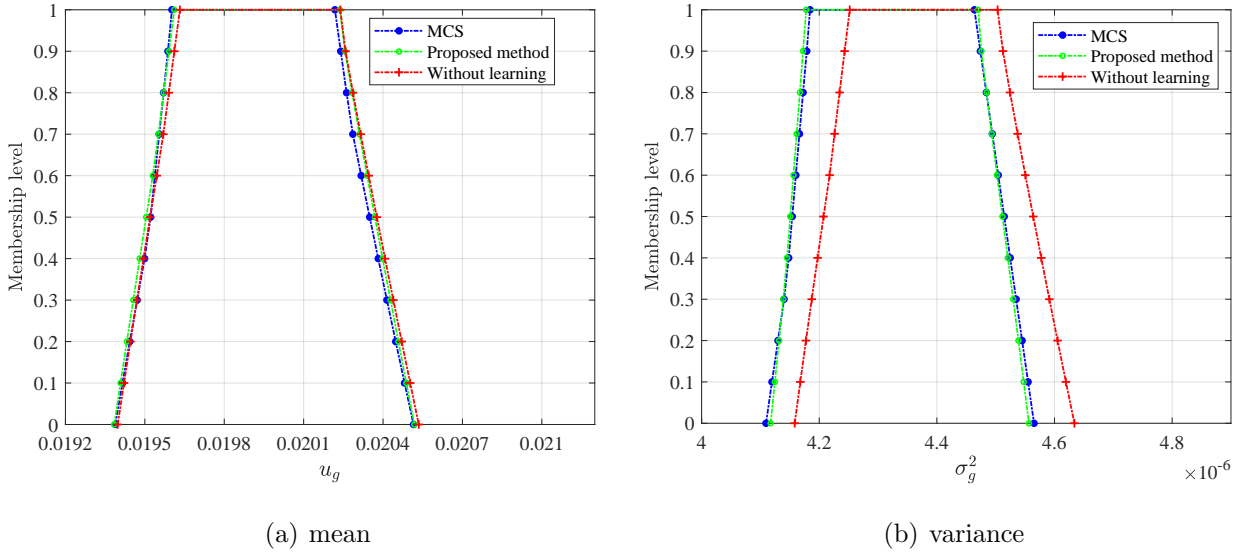 1
0.9
0.8
0.7
0.6
0.5
0.4
0.3
0.2
0.1
0
Membership level
MCS
Proposed method
Without learning
0.0192
0.0195
0.0198
0.0201
0.0204
0.0207
0.021
u_g
(a) mean
1
0.9
0.8
0.7
0.6
0.5
0.4
0.3
0.2
0.1
0
Membership level
MCS
Proposed method
Without learning
4
4.2
4.4
4.6
4.8
×10^-6
σ_g^2
(b) variance